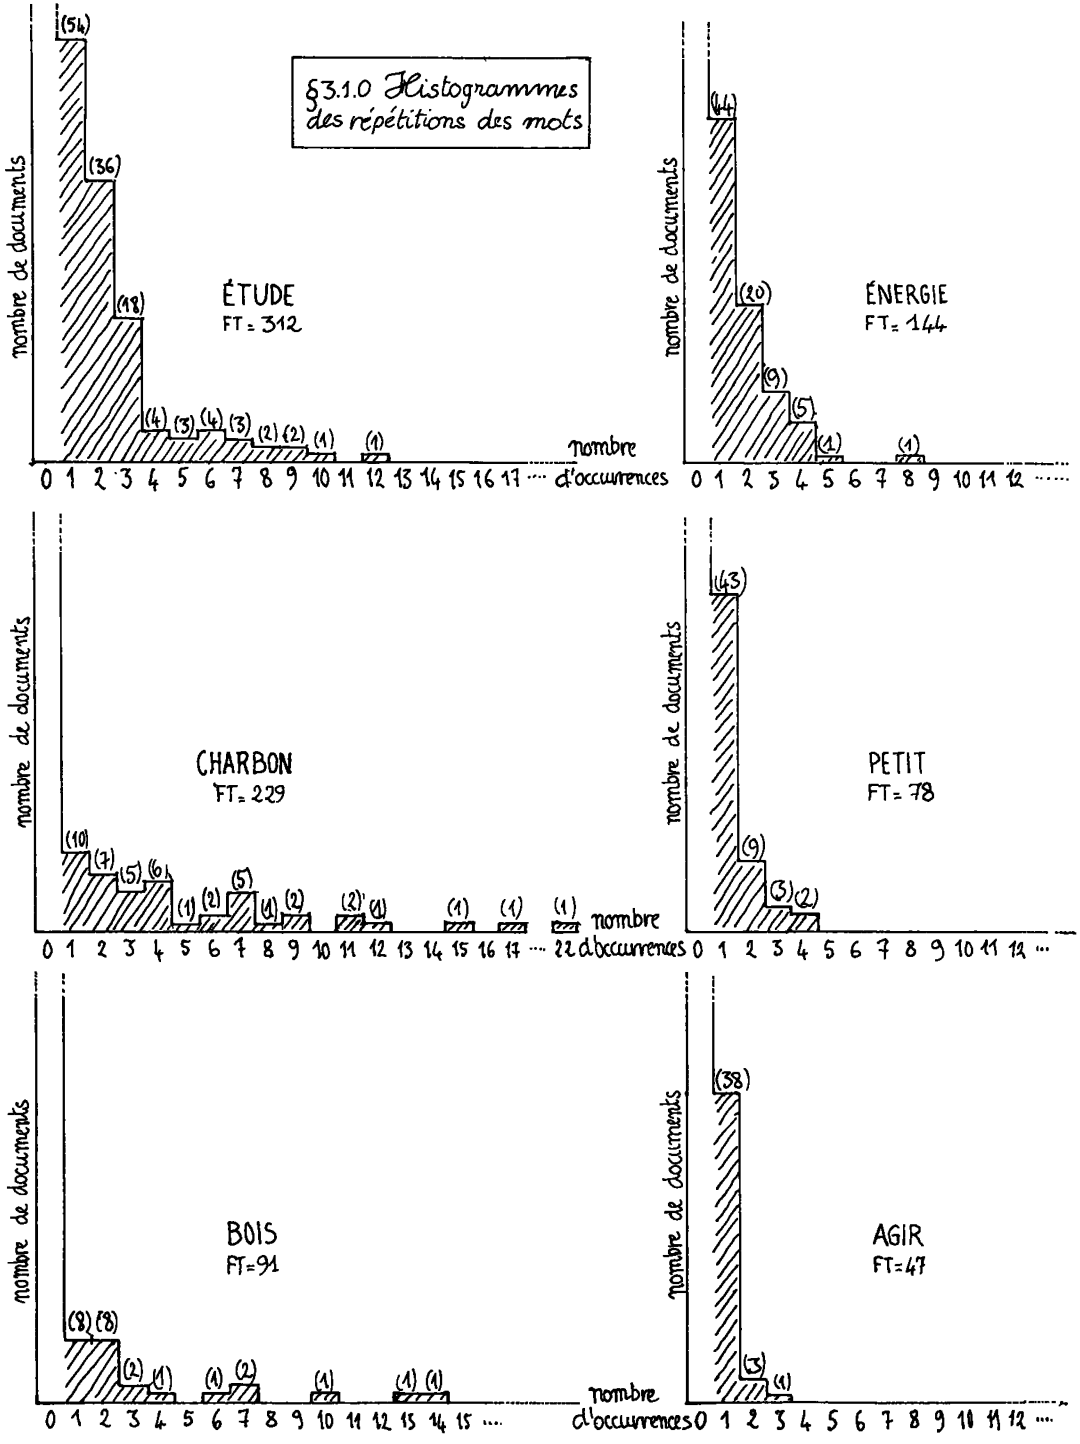 §3.1.0 Histogrammes
des répétitions des mots
nombre de documents
(54)
(36)
(18)
(4) (3) (4) (3) (2) (2) (1) (1)
ÉTUDE
FT = 312
0 1 2 3 4 5 6 7 8 9 10 11 12 13 14 15 16 17 ....
nombre
d'occurrences
nombre de documents
(44)
(20)
(9)
(5)
(1) (1)
ÉNERGIE
FT = 144
0 1 2 3 4 5 6 7 8 9 10 11 12 ......
nombre de documents
CHARBON
FT = 229
(10) (7) (5) (6) (1) (2) (5) (1) (2) (2) (1) (1) (1) (1)
0 1 2 3 4 5 6 7 8 9 10 11 12 13 14 15 16 17 .... 22
nombre
d'occurrences
nombre de documents
(43)
(9)
(3) (2)
PETIT
FT = 78
0 1 2 3 4 5 6 7 8 9 10 11 12 ...
nombre de documents
BOIS
FT=91
(8) (8) (2) (1) (1) (2) (1) (1) (1)
0 1 2 3 4 5 6 7 8 9 10 11 12 13 14 15 ....
nombre
d'occurrences
nombre de documents
(38)
(3)
(1)
AGIR
FT=47
0 1 2 3 4 5 6 7 8 9 10 11 12 ....